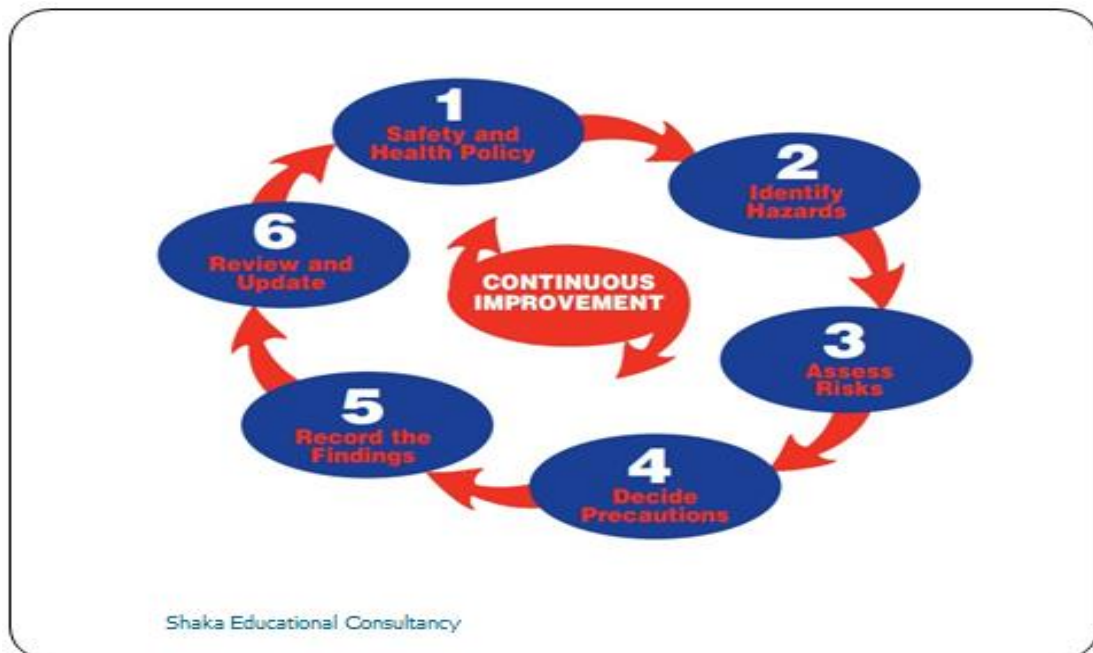 1
Safety and
Health Policy
2
Identify
Hazards
3
Assess
Risks
4
Decide
Precautions
5
Record the
Findings
6
Review and
Update
CONTINUOUS
IMPROVEMENT
Shaka Educational Consultancy